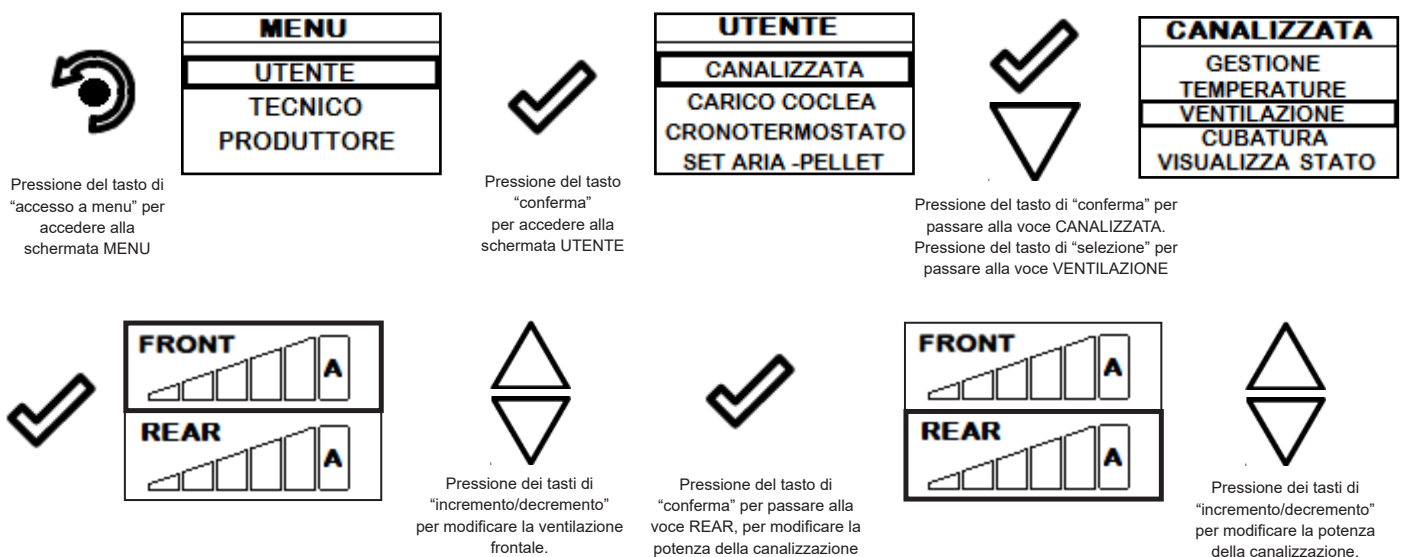 MENU
UTENTE
TECNICO
PRODUTTORE
Pressione del tasto di
“accesso a menu” per
accedere alla
schermata MENU
Pressione del tasto
“conferma”
per accedere alla
schermata UTENTE
UTENTE
CANALIZZATA
CARICO COCLEA
CRONOTERMOSTATO
SET ARIA -PELLET
Pressione del tasto di “conferma” per
passare alla voce CANALIZZATA.
Pressione del tasto di “selezione” per
passare alla voce VENTILAZIONE
CANALIZZATA
GESTIONE
TEMPERATURE
VENTILAZIONE
CUBATURA
VISUALIZZA STATO
FRONT
A
REAR
A
Pressione dei tasti di
“incremento/decremento”
per modificare la ventilazione
frontale.
Pressione del tasto di
“conferma” per passare alla
voce REAR, per modificare la
potenza della canalizzazione
FRONT
A
REAR
A
Pressione dei tasti di
“incremento/decremento”
per modificare la potenza
della canalizzazione.